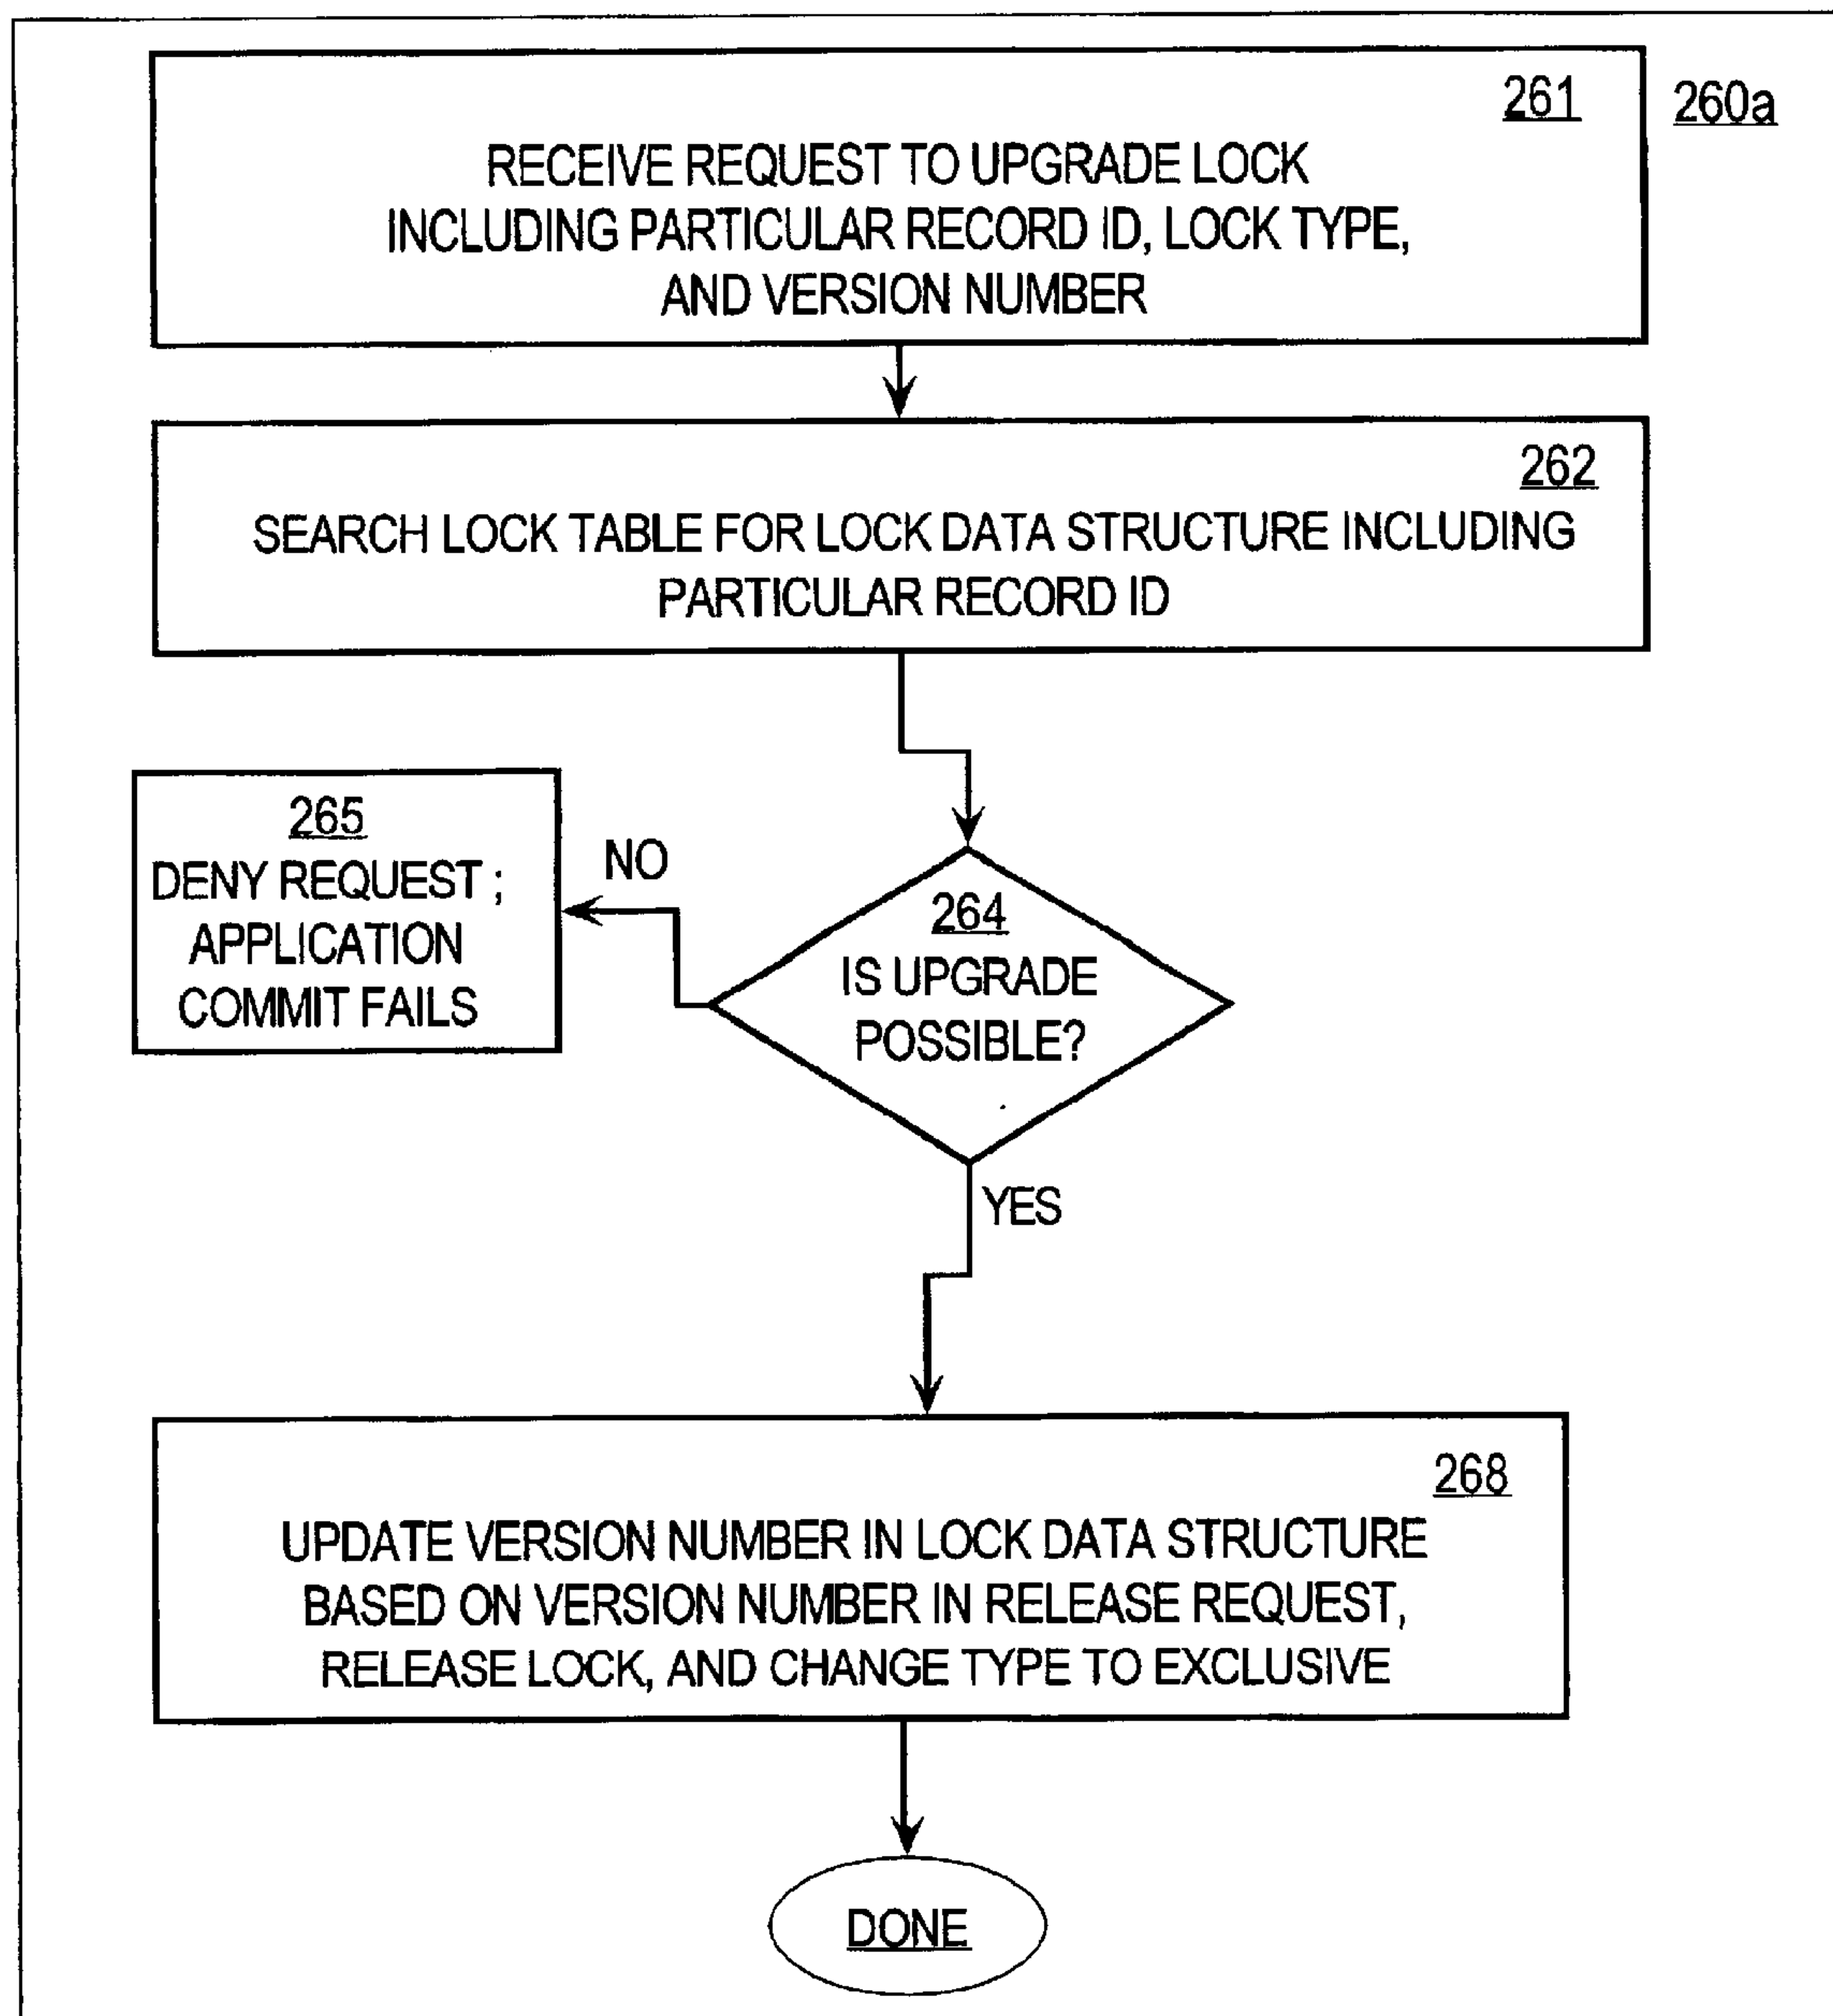 261
260a
RECEIVE REQUEST TO UPGRADE LOCK
INCLUDING PARTICULAR RECORD ID, LOCK TYPE,
AND VERSION NUMBER
262
SEARCH LOCK TABLE FOR LOCK DATA STRUCTURE INCLUDING
PARTICULAR RECORD ID
265
DENY REQUEST ;
APPLICATION
COMMIT FAILS
NO
264
IS UPGRADE
POSSIBLE?
YES
268
UPDATE VERSION NUMBER IN LOCK DATA STRUCTURE
BASED ON VERSION NUMBER IN RELEASE REQUEST,
RELEASE LOCK, AND CHANGE TYPE TO EXCLUSIVE
DONE